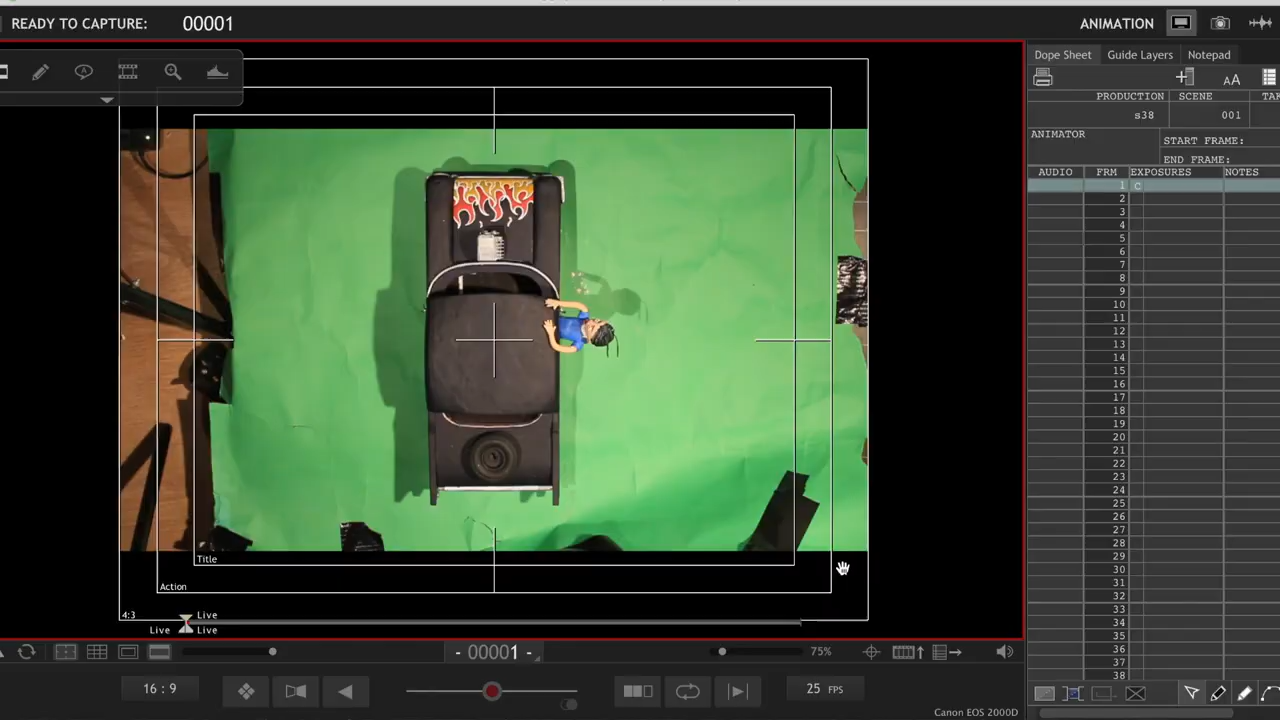 READY TO CAPTURE: 00001
ANIMATION
A
Dope Sheet Guide Layers Notepad
AA
PRODUCTION SCENE TAK
s38 001
ANIMATOR START FRAME:
END FRAME:
AUDIO FRM EXPOSURES NOTES
1 C
2
3
4
5
6
7
8
9
10
11
12
13
14
15
16
17
18
19
20
21
22
23
24
25
26
27
28
29
30
31
32
33
34
35
36
37
38
Title
Action
4:3
Live
Live Live
- 00001 -
75%
16 : 9
25 FPS
Canon EOS 2000D